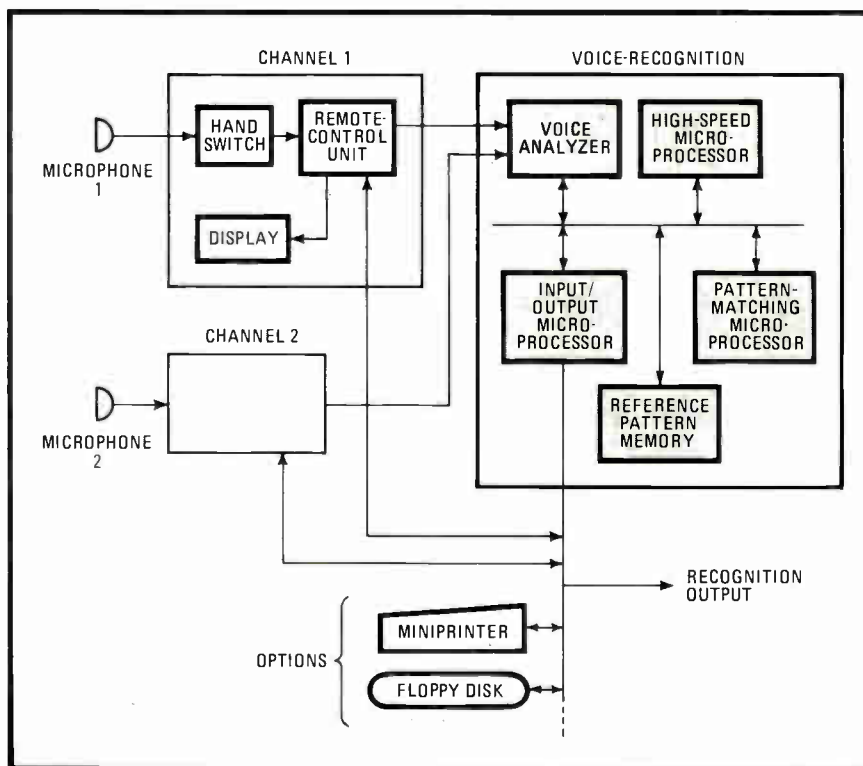 CHANNEL 1
VOICE-RECOGNITION
MICROPHONE
1
HAND
SWITCH
REMOTE-
CONTROL
UNIT
DISPLAY
VOICE
ANALYZER
HIGH-SPEED
MICRO-
PROCESSOR
INPUT/
OUTPUT
MICRO-
PROCESSOR
PATTERN-
MATCHING
MICRO-
PROCESSOR
REFERENCE
PATTERN
MEMORY
CHANNEL 2
MICROPHONE
2
RECOGNITION
OUTPUT
OPTIONS
MINIPRINTER
FLOPPY DISK